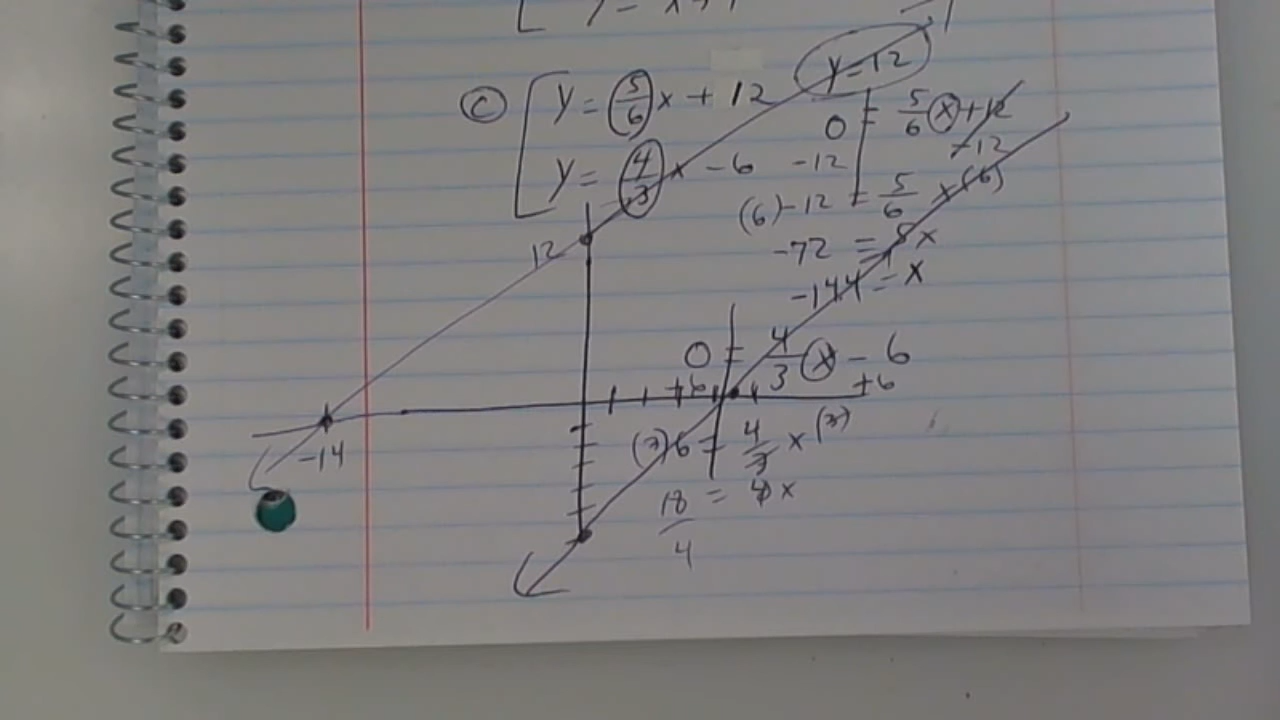 y = 12
© y = 5/6 x + 12
0 = 5/6 x + 12
-12 -12
y = 4/3 x - 6
(6) -12 = 5/6 x (6)
-72 = 5x
-144 = x
12
0 = 4/3 x - 6
+6 +6
-14
(3) 6 = 4/3 x (3)
18 = 4x
4